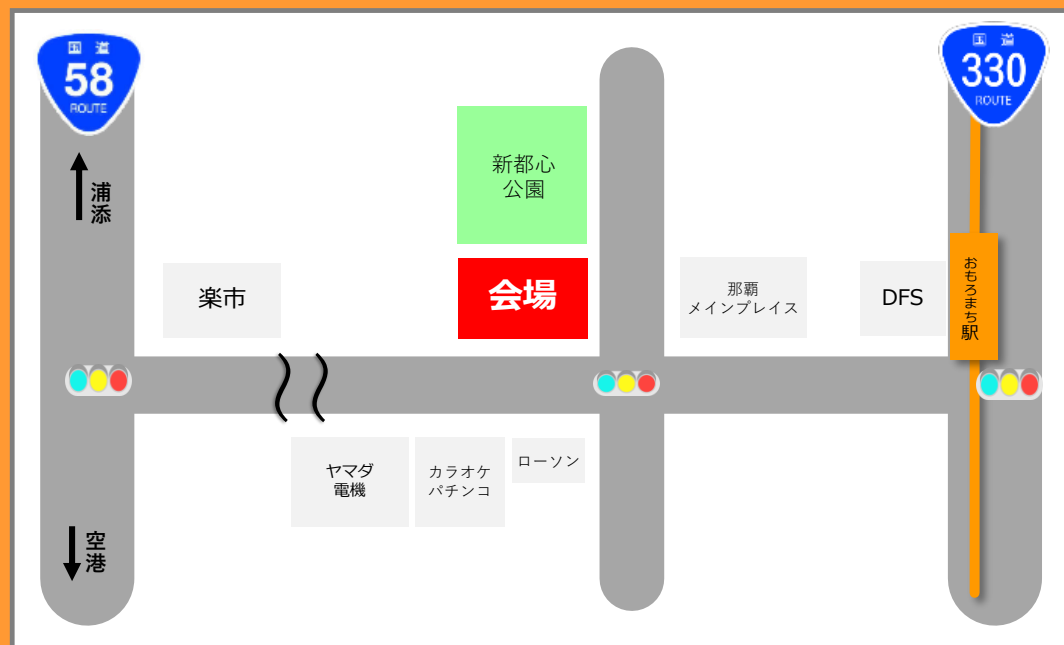 国道
58
ROUTE
国道
330
ROUTE
浦添
新都心
公園
おもろまち駅
楽市
会場
那覇
メインプレイス
DFS
ヤマダ
電機
カラオケ
パチンコ
ローソン
空港